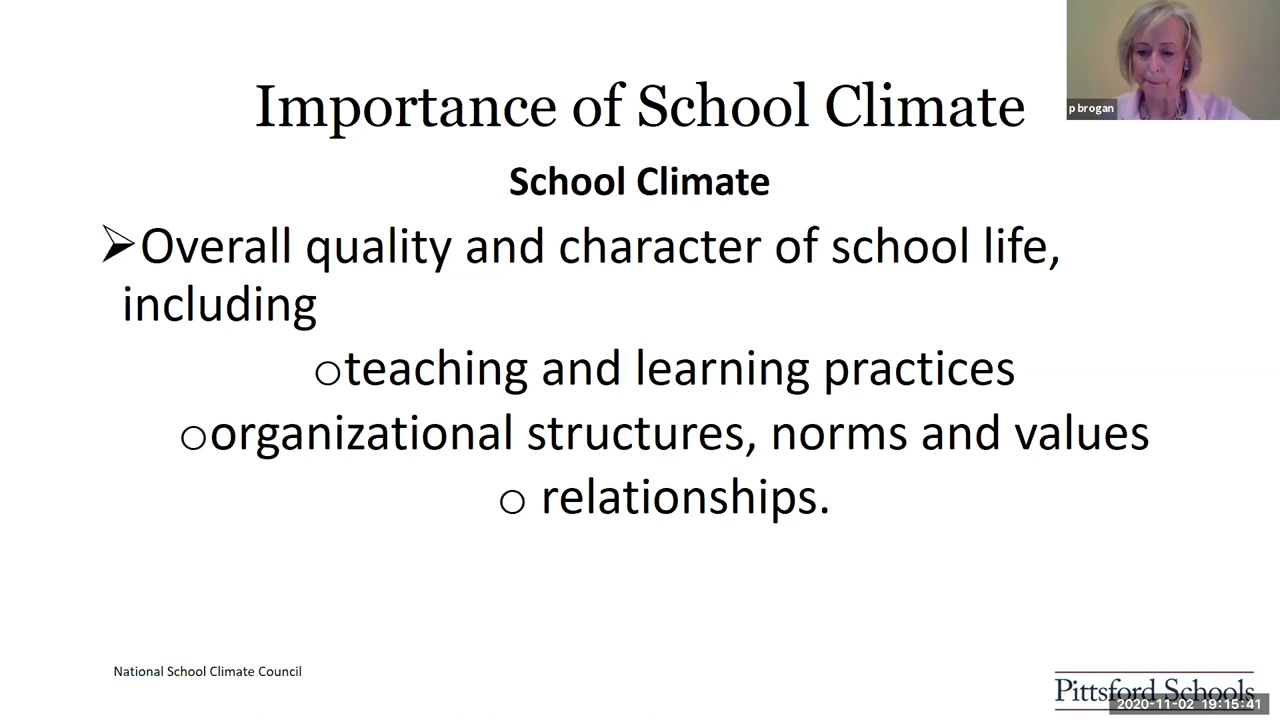 Importance of School Climate
p brogan
School Climate
➢Overall quality and character of school life,
including
oteaching and learning practices
oorganizational structures, norms and values
o relationships.
National School Climate Council
Pittsford Schools
2020-11-02 19:15:41